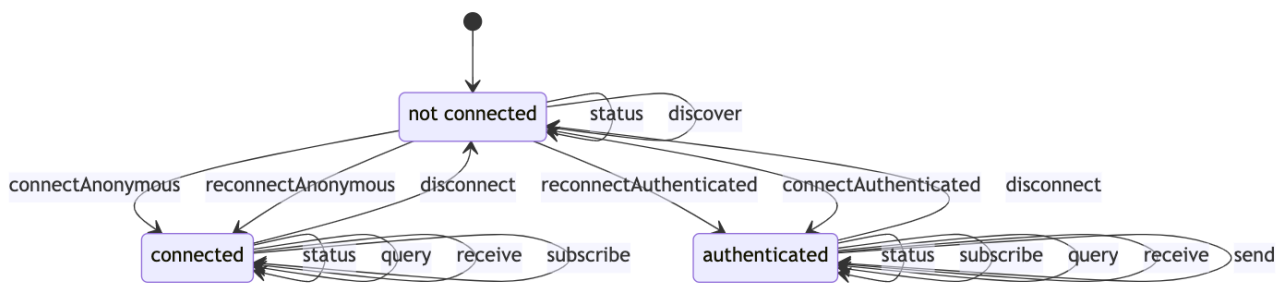 not connected
status
discover
connectAnonymous
reconnectAnonymous
disconnect
reconnectAuthenticated
connectAuthenticated
disconnect
connected
status
query
receive
subscribe
authenticated
status
subscribe
query
receive
send